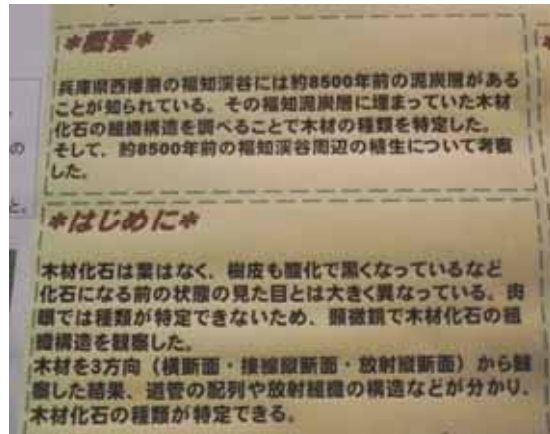 *概要*
兵庫県西播磨の福知渓谷には約8500年前の泥炭層がある
ことが知られている。その福知泥炭層に埋まっていた木材
化石の組織構造を調べることで木材の種類を特定した。
そして、約8500年前の福知渓谷周辺の植生について考察
した。
の
と。
*はじめに*
木材化石は葉はなく、樹皮も酸化で黒くなっているなど
化石になる前の状態の見た目とは大きく異なっている。肉
眼では種類が特定できないため、顕微鏡で木材化石の組
織構造を観察した。
木材を3方向(横断面・接線縦断面・放射縦断面)から観
察した結果、道管の配列や放射組織の構造などが分かり、
木材化石の種類が特定できる。